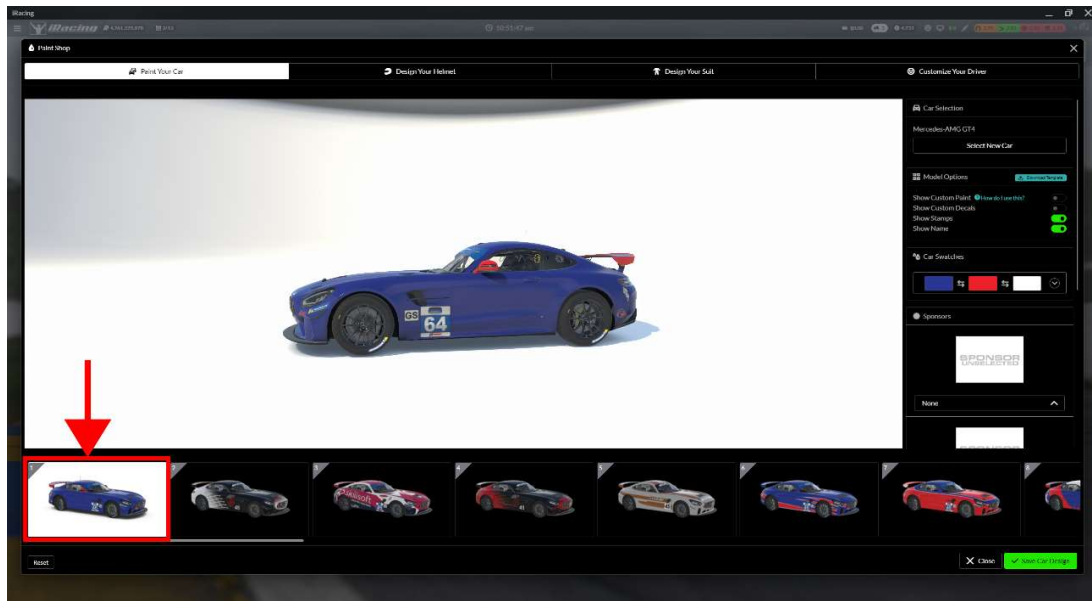 iRacing
iRacing
Paint Shop
Paint Your Car
Design Your Helmet
Design Your Suit
Customize Your Driver
Car Selection
Mercedes-AMG GT4
Select New Car
Model Options
Download Template
Show Custom Paint How do I see this?
Show Custom Decals
Show Stamps
Show Name
Car Swatches
Sponsors
SPONSOR
UNSELECTED
None
GS 64
1 2 3 4 5 6 7 8
Reset
Close
Save Car Design